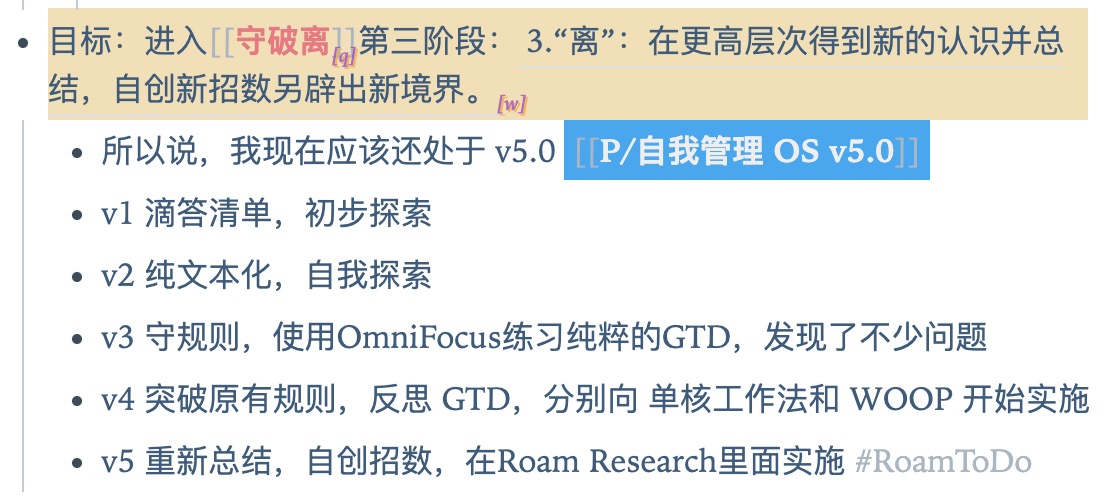 目标：进入[[守破离]]第三阶段： 3.“离”：在更高层次得到新的认识并总
[q]
结，自创新招数另辟出新境界。[w]
所以说，我现在应该还处于 v5.0 [[P/自我管理 OS v5.0]]
v1 滴答清单，初步探索
v2 纯文本化，自我探索
v3 守规则，使用OmniFocus练习纯粹的GTD，发现了不少问题
v4 突破原有规则，反思 GTD，分别向 单核工作法和 WOOP 开始实施
v5 重新总结，自创招数，在Roam Research里面实施 #RoamToDo